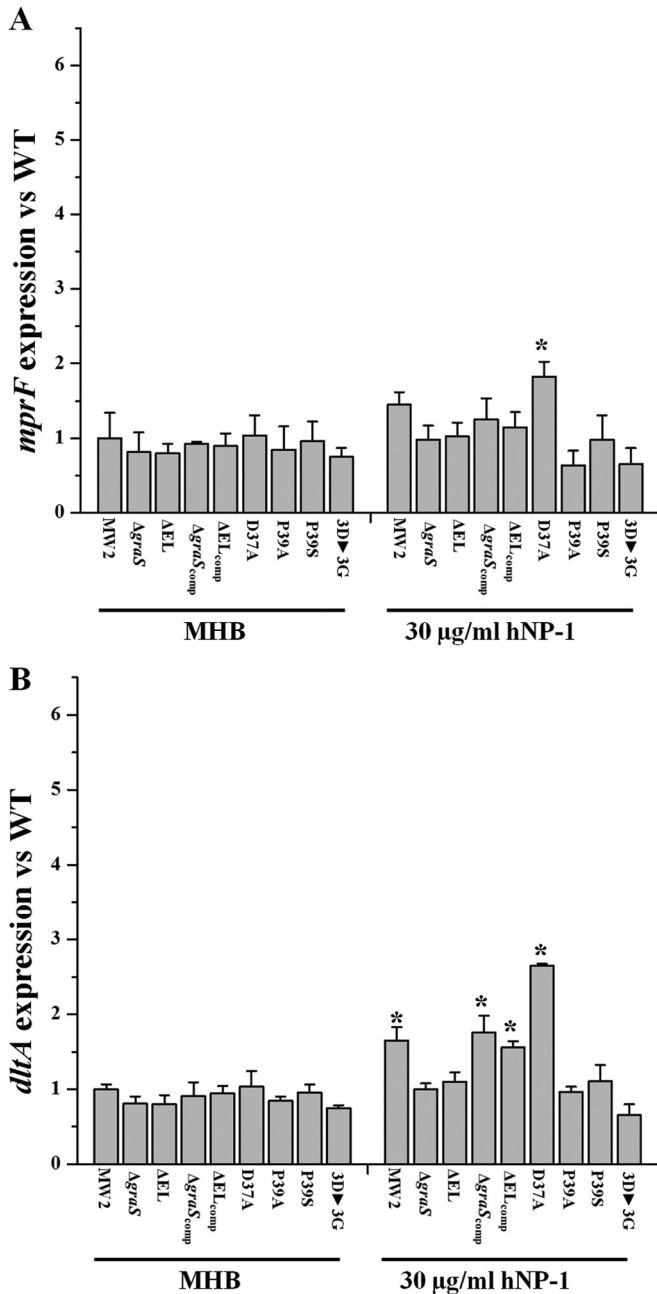 A
mprF expression vs WT
6
5
4
3
2
1
0
*
MW2
ΔgraS
ΔEL
ΔgraScomp
ΔELcomp
D37A
P39A
P39S
3D►3G
MW2
ΔgraS
ΔEL
ΔgraScomp
ΔELcomp
D37A
P39A
P39S
3D►3G
MHB
30 µg/ml hNP-1
B
dltA expression vs WT
6
5
4
3
2
1
0
*
*
*
*
MW2
ΔgraS
ΔEL
ΔgraScomp
ΔELcomp
D37A
P39A
P39S
3D►3G
MW2
ΔgraS
ΔEL
ΔgraScomp
ΔELcomp
D37A
P39A
P39S
3D►3G
MHB
30 µg/ml hNP-1